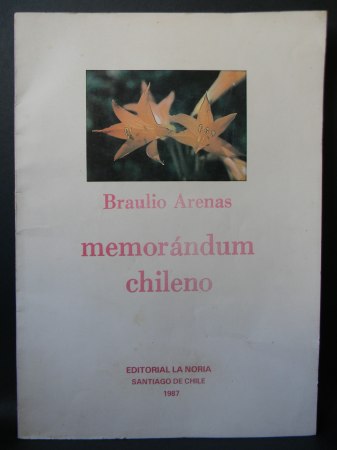 Braulio Arenas
memorándum
chileno
EDITORIAL LA NORIA
SANTIAGO DE CHILE
1987